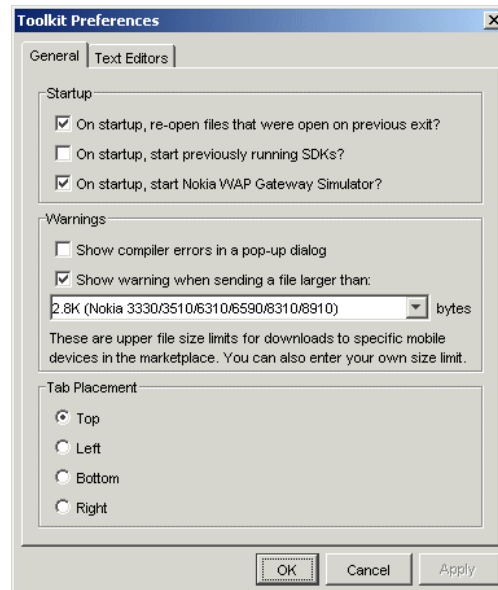 Toolkit Preferences
General
Text Editors
Startup
On startup, re-open files that were open on previous exit?
On startup, start previously running SDKs?
On startup, start Nokia WAP Gateway Simulator?
Warnings
Show compiler errors in a pop-up dialog
Show warning when sending a file larger than:
2.8K (Nokia 3330/3510/6310/6590/8310/8910) bytes
These are upper file size limits for downloads to specific mobile
devices in the marketplace. You can also enter your own size limit.
Tab Placement
Top
Left
Bottom
Right
OK Cancel Apply